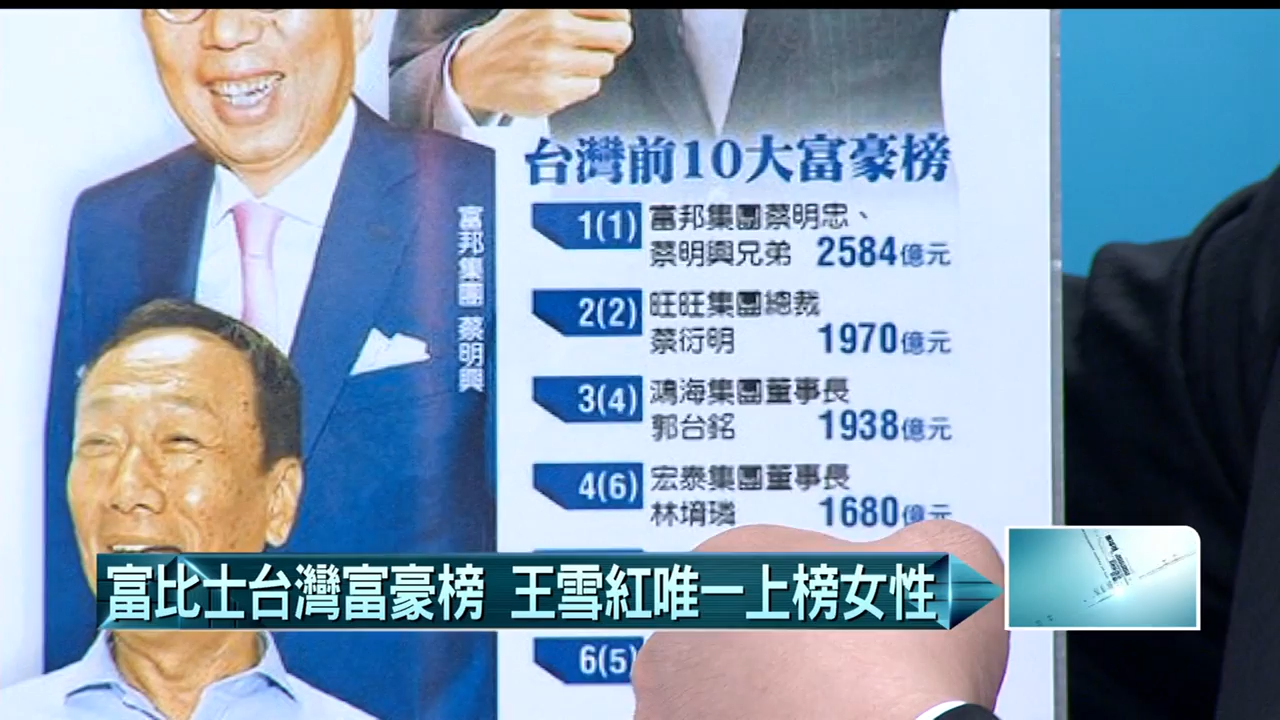 台灣前10大富豪榜
1(1) 富邦集團蔡明忠、
蔡明興兄弟 2584億元
2(2) 旺旺集團總裁
蔡衍明 1970億元
3(4) 鴻海集團董事長
郭台銘 1938億元
4(6) 宏泰集團董事長
林堉璘 1680億元
6(5)
富邦集團 蔡明興
富比士台灣富豪榜 王雪紅唯一上榜女性